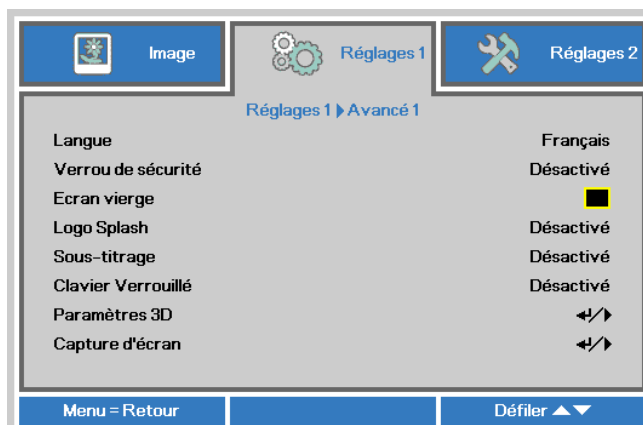 Image
Réglages 1
Réglages 2
Réglages 1 Avancé 1
Langue Français
Verrou de sécurité Désactivé
Ecran vierge
Logo Splash Désactivé
Sous-titrage Désactivé
Clavier Verrouillé Désactivé
Paramètres 3D
Capture d'écran
Menu = Retour
Défiler